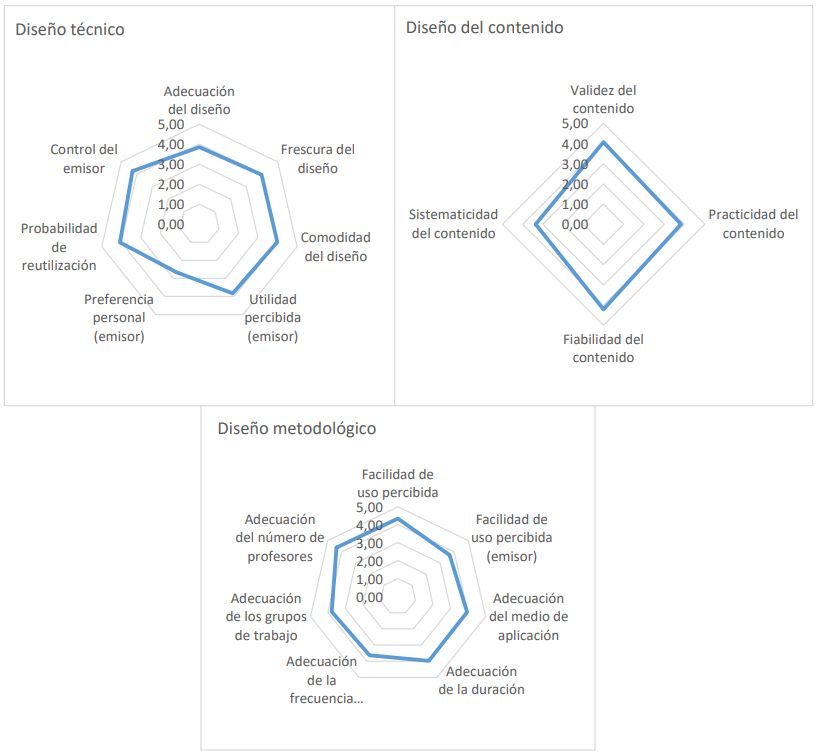 Diseño técnico
Adecuación
del diseño
5,00
4,00
3,00
2,00
1,00
0,00
Frescura del
diseño
Comodidad
del diseño
Utilidad
percibida
(emisor)
Preferencia
personal
(emisor)
Probabilidad
de
reutilización
Control del
emisor
Diseño del contenido
Validez del
contenido
5,00
4,00
3,00
2,00
1,00
0,00
Practicidad del
contenido
Fiabilidad del
contenido
Sistematicidad
del contenido
Diseño metodológico
Facilidad de
uso percibida
5,00
4,00
3,00
2,00
1,00
0,00
Facilidad de
uso percibida
(emisor)
Adecuación
del medio de
aplicación
Adecuación
de la duración
Adecuación
de la
frecuencia...
Adecuación
de los grupos
de trabajo
Adecuación
del número de
profesores